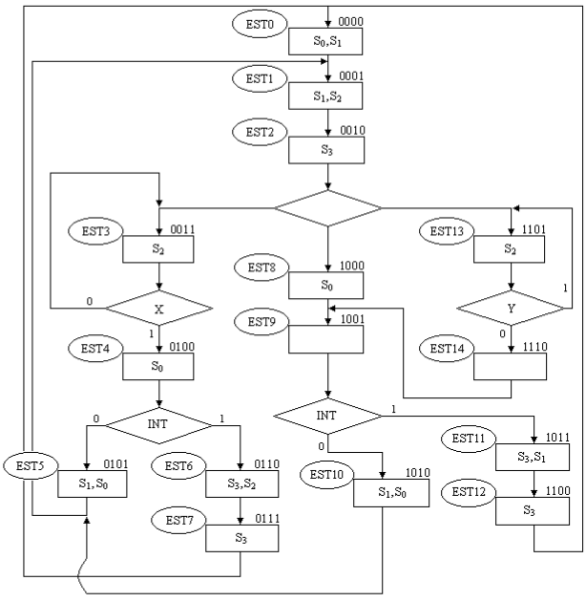 EST0 0000
S₀,S₁
EST1 0001
S₁,S₂
EST2 0010
S₃
EST3 0011
S₂
EST13 1101
S₂
EST8 1000
S₀
0 X
1
Y 1
0
EST9 1001
EST4 0100
S₀
EST14 1110
0 INT 1
INT 1
0
EST11 1011
S₃,S₁
EST5 0101
S₁,S₀
EST6 0110
S₃,S₂
EST10 1010
S₁,S₀
EST12 1100
S₃
EST7 0111
S₃